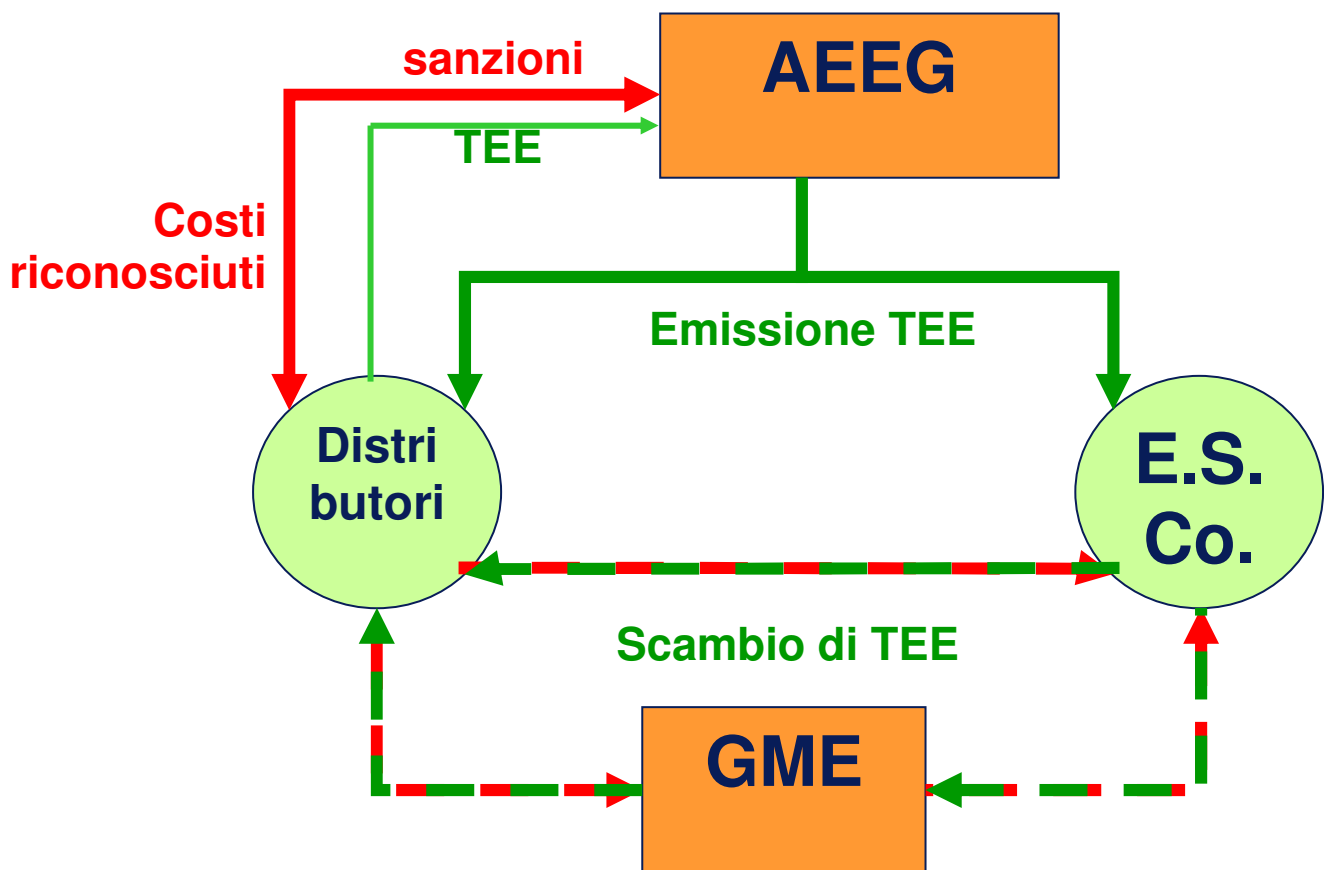 sanzioni
AEEG
TEE
Costi
riconosciuti
Emissione TEE
Distri
butori
E.S.
Co.
Scambio di TEE
GME